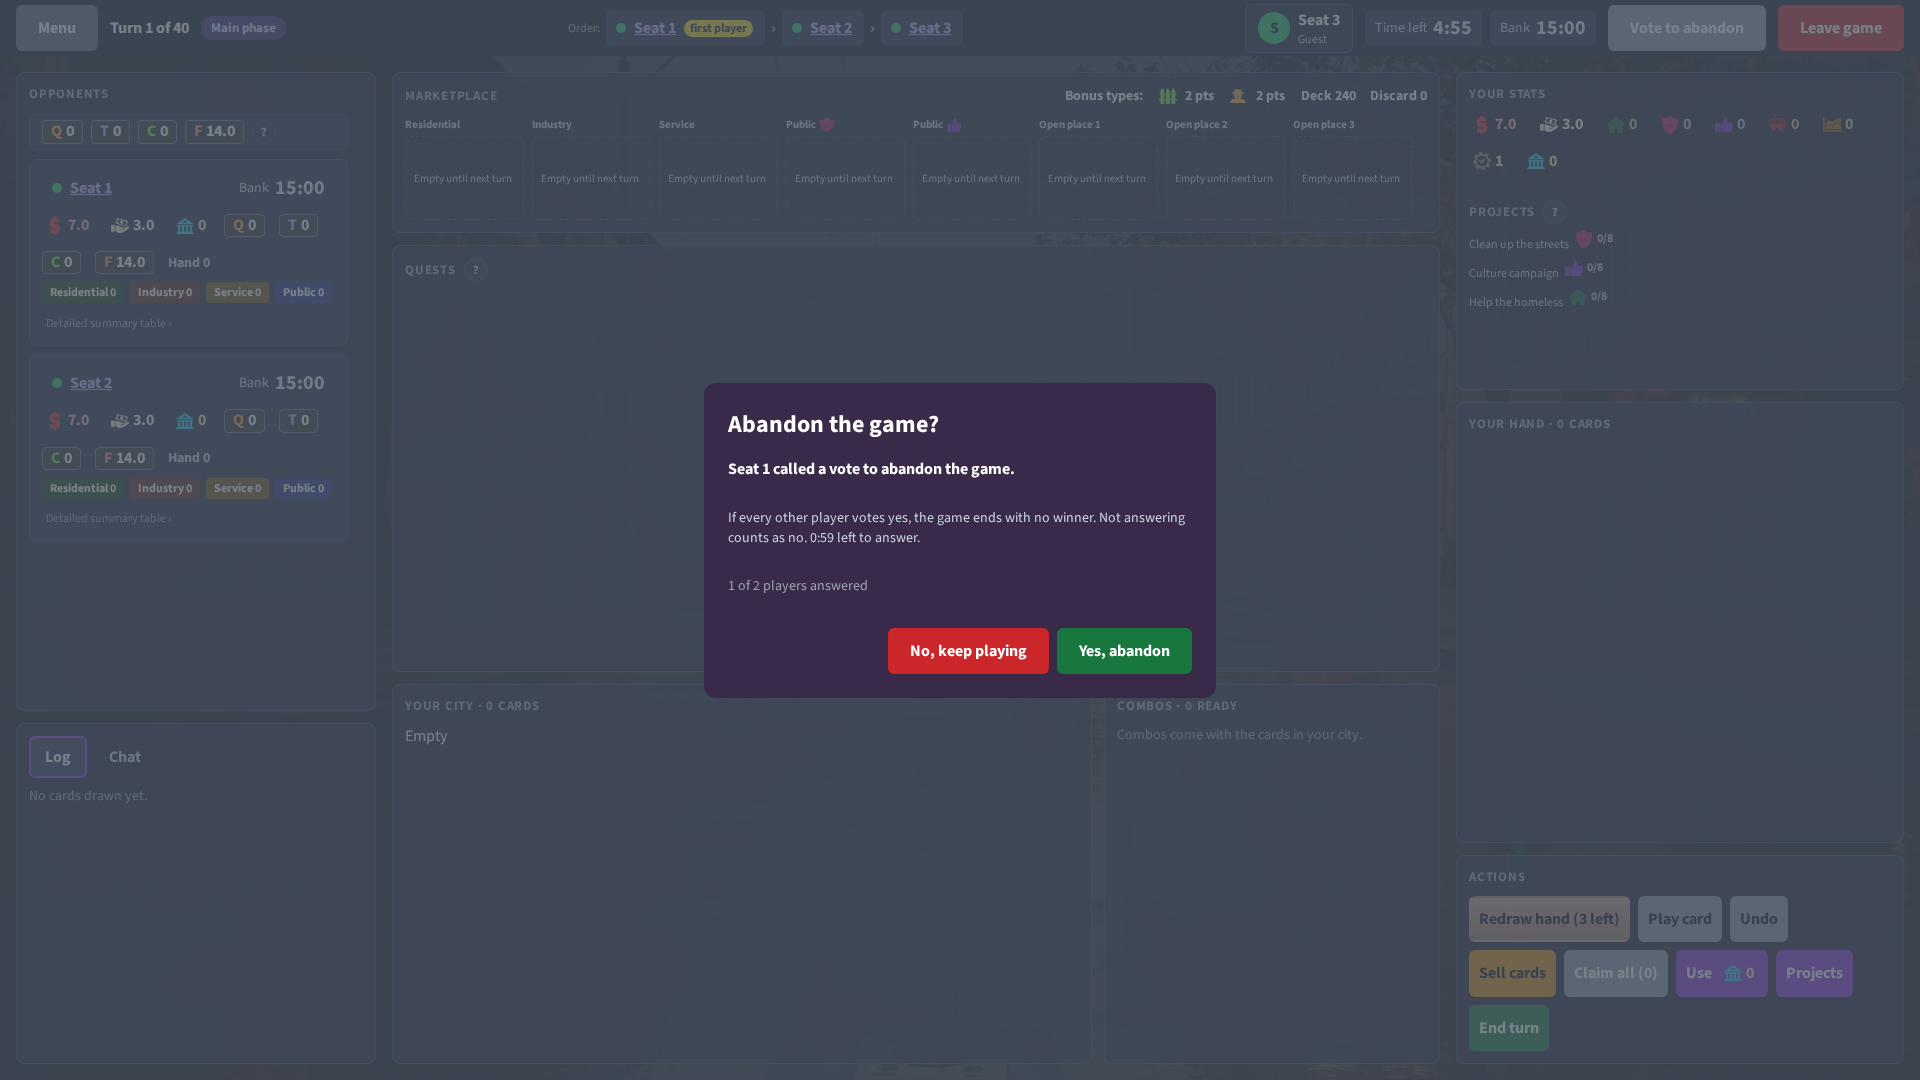 Menu
Turn 1 of 40
Main phase
Order:
Seat 1 first player › Seat 2 › Seat 3
S
Seat 3
Guest
Time left 4:55
Bank 15:00
Vote to abandon
Leave game
OPPONENTS
Q 0 T 0 C 0 F 14.0 ?
Seat 1 Bank 15:00
7.0 3.0 0 Q 0 T 0
C 0 F 14.0 Hand 0
Residential 0 Industry 0 Service 0 Public 0
Detailed summary table ›
Seat 2 Bank 15:00
7.0 3.0 0 Q 0 T 0
C 0 F 14.0 Hand 0
Residential 0 Industry 0 Service 0 Public 0
Detailed summary table ›
Log
Chat
No cards drawn yet.
MARKETPLACE
Bonus types: 2 pts 2 pts Deck 240 Discard 0
Residential Industry Service Public Public Open place 1 Open place 2 Open place 3
Empty until next turn Empty until next turn Empty until next turn Empty until next turn Empty until next turn Empty until next turn Empty until next turn Empty until next turn
QUESTS ?
Abandon the game?
Seat 1 called a vote to abandon the game.
If every other player votes yes, the game ends with no winner. Not answering
counts as no. 0:59 left to answer.
1 of 2 players answered
No, keep playing
Yes, abandon
YOUR CITY · 0 CARDS
Empty
COMBOS · 0 READY
Combos come with the cards in your city.
YOUR STATS
7.0 3.0 0 0 0 0 0
1 0
PROJECTS ?
Clean up the streets 0/8
Culture campaign 0/8
Help the homeless 0/8
YOUR HAND · 0 CARDS
ACTIONS
Redraw hand (3 left) Play card Undo
Sell cards Claim all (0) Use 0 Projects
End turn